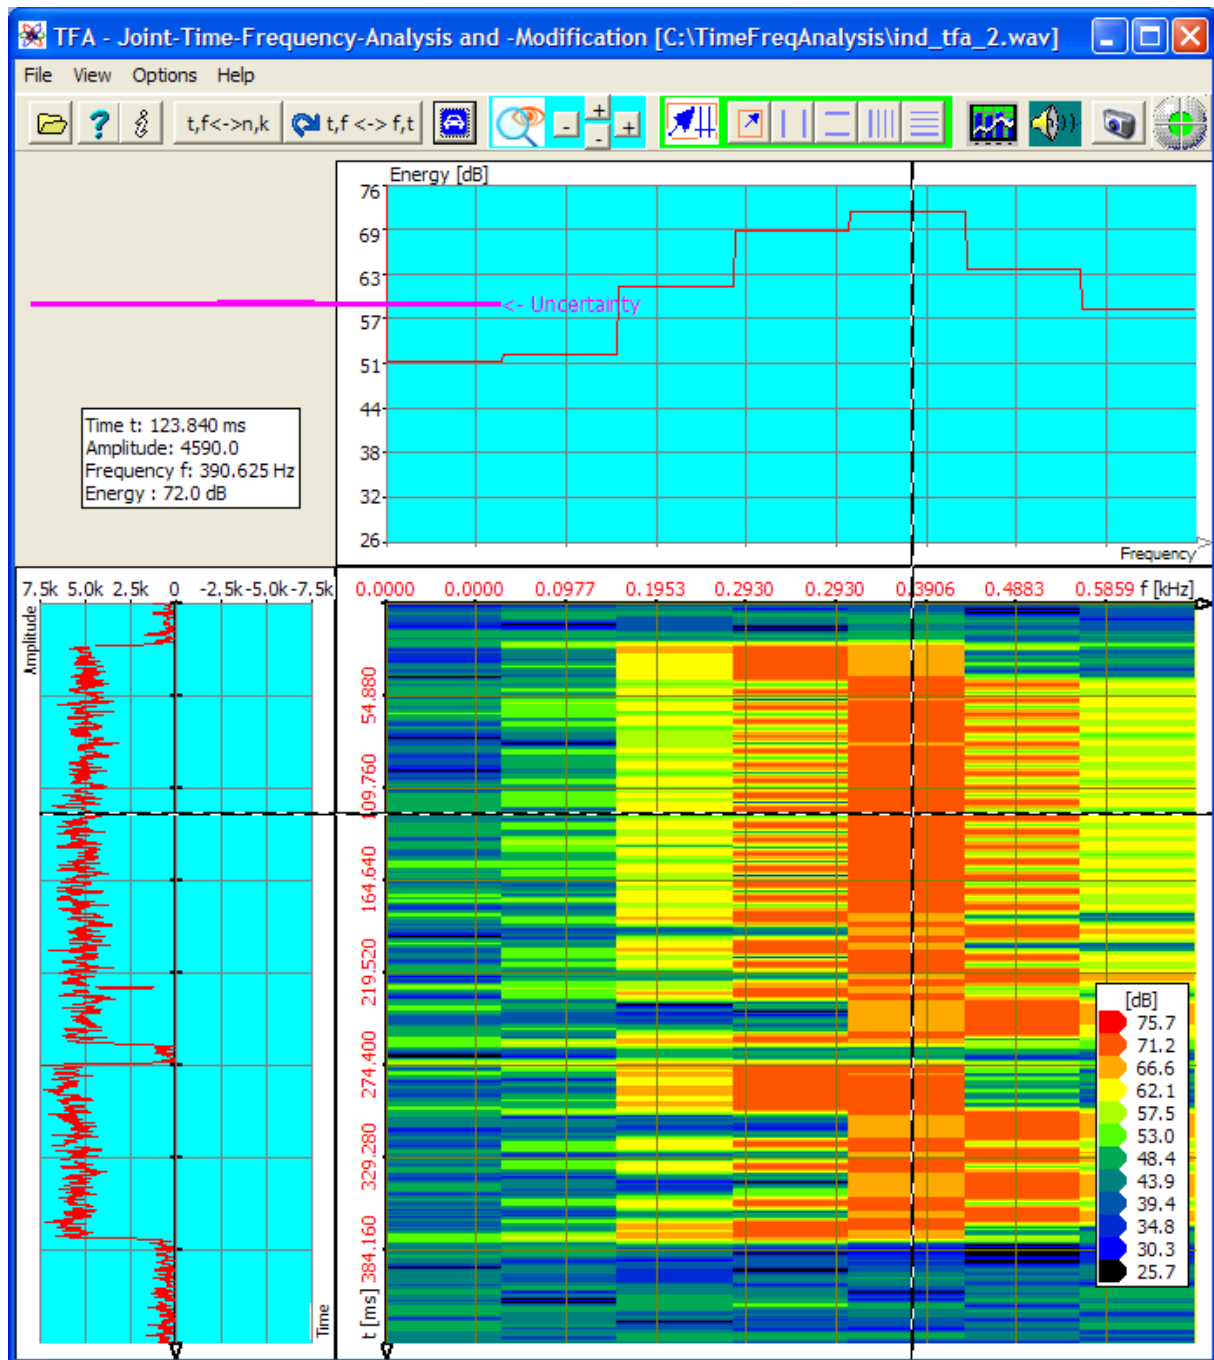 TFA - Joint-Time-Frequency-Analysis and -Modification [C:\TimeFreqAnalysis\ind_tfa_2.wav]
File View Options Help
t,f<->n,k t,f <-> f,t - + - +
Energy [dB]
76
69
63
<- Uncertainty
57
51
44
38
32
26
Frequency
Time t: 123.840 ms
Amplitude: 4590.0
Frequency f: 390.625 Hz
Energy : 72.0 dB
7.5k 5.0k 2.5k 0 -2.5k -5.0k -7.5k
Amplitude
Time
0.0000 0.0000 0.0977 0.1953 0.2930 0.2930 0.3906 0.4883 0.5859 f [kHz]
54.880
109.760
164.640
219.520
274.400
329.280
384.160
t [ms]
[dB]
75.7
71.2
66.6
62.1
57.5
53.0
48.4
43.9
39.4
34.8
30.3
25.7